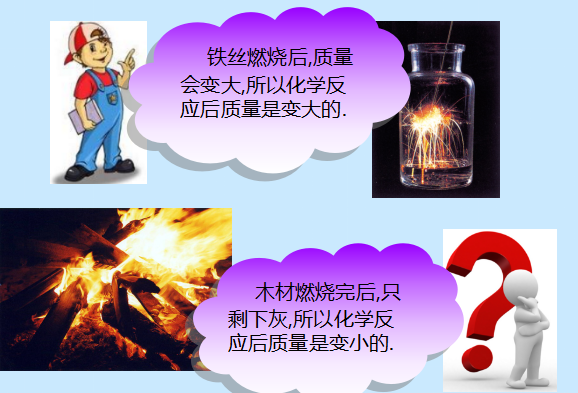 铁丝燃烧后,质量
会变大,所以化学反
应后质量是变大的.
木材燃烧完后,只
剩下灰,所以化学反
应后质量是变小的.